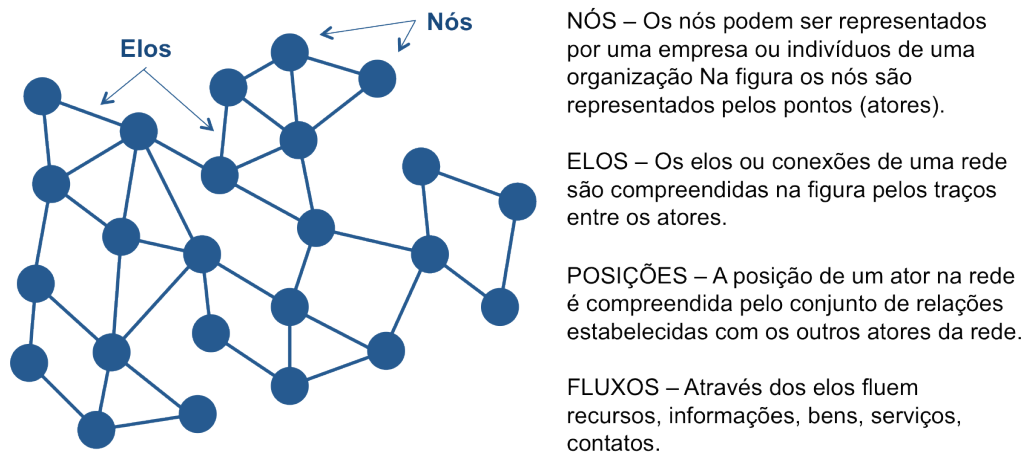 Elos
Nós
NÓS – Os nós podem ser representados
por uma empresa ou indivíduos de uma
organização Na figura os nós são
representados pelos pontos (atores).
ELOS – Os elos ou conexões de uma rede
são compreendidas na figura pelos traços
entre os atores.
POSIÇÕES – A posição de um ator na rede
é compreendida pelo conjunto de relações
estabelecidas com os outros atores da rede.
FLUXOS – Através dos elos fluem
recursos, informações, bens, serviços,
contatos.